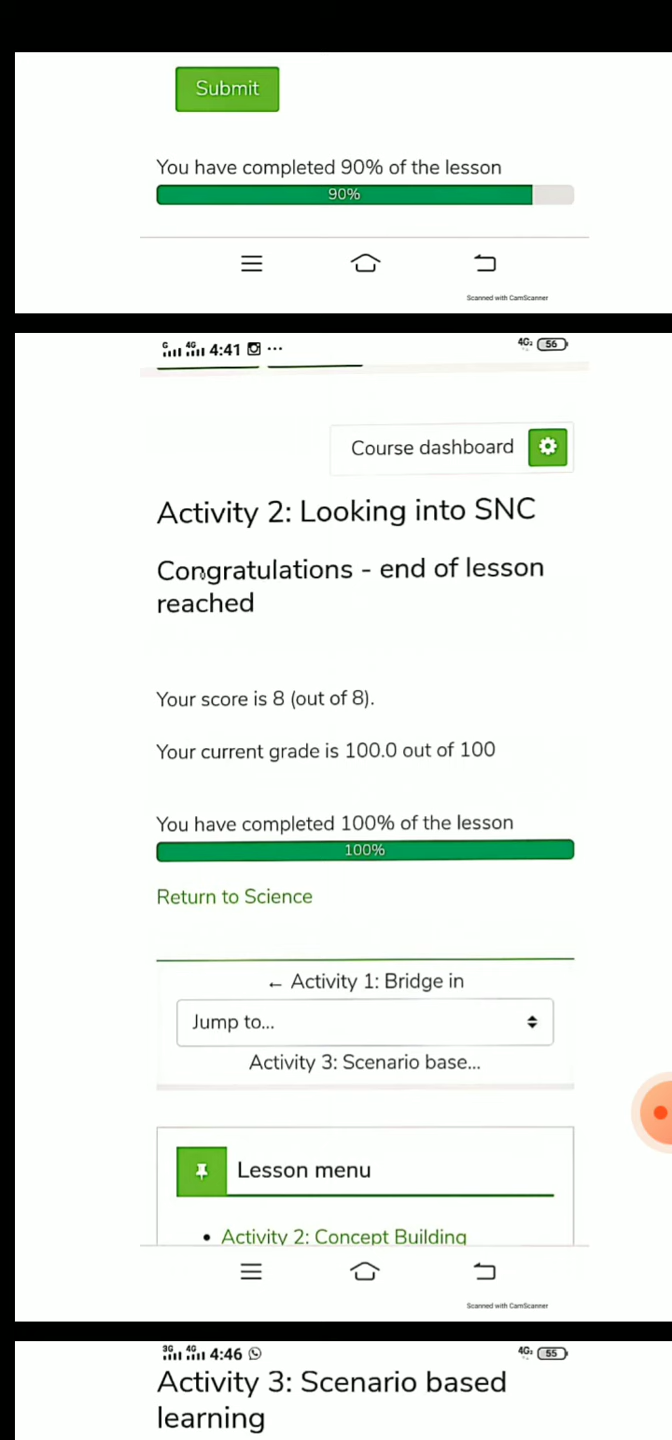 Submit
You have completed 90% of the lesson
90%
Scanned with CamScanner
G 4G 4:41 ... 4G2 56
Course dashboard
Activity 2: Looking into SNC
Congratulations - end of lesson
reached
Your score is 8 (out of 8).
Your current grade is 100.0 out of 100
You have completed 100% of the lesson
100%
Return to Science
← Activity 1: Bridge in
Jump to...
Activity 3: Scenario base...
Lesson menu
• Activity 2: Concept Building
Scanned with CamScanner
3G 4G 4:46 4G2 55
Activity 3: Scenario based
learning